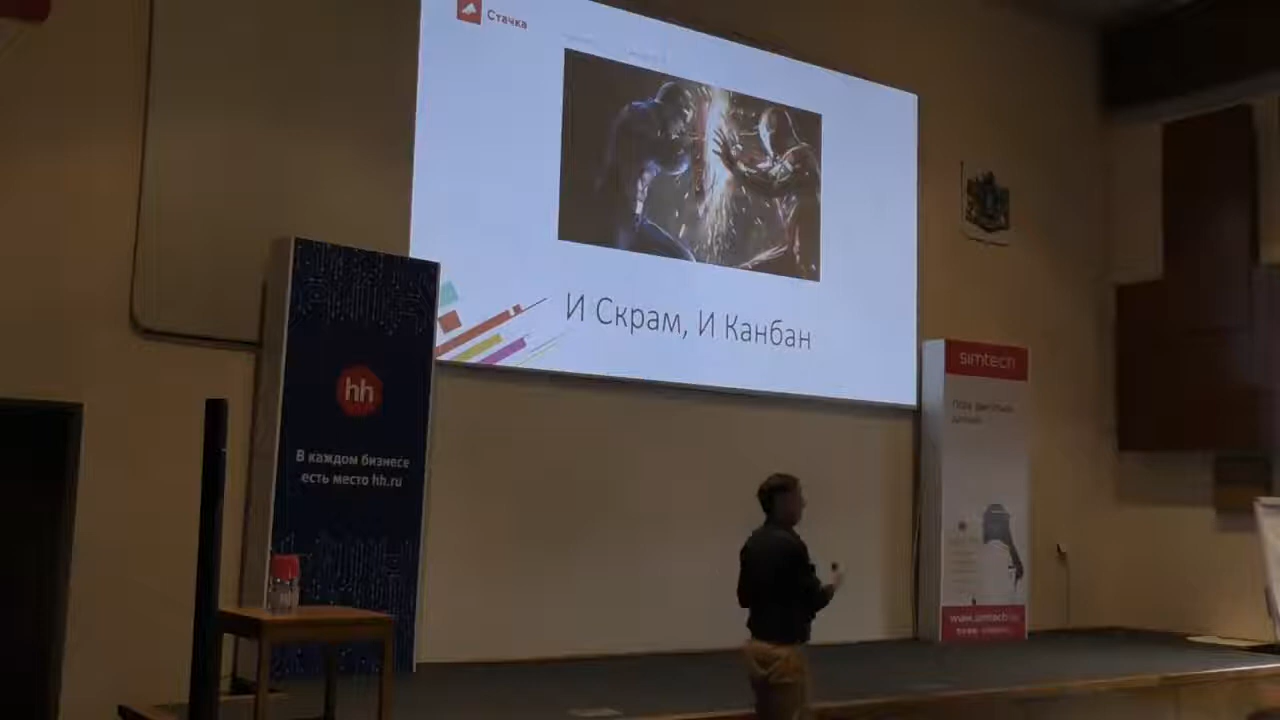 Стачка
И Скрам, И Канбан
hh
В каждом бизнесе
есть место hh.ru
simtech